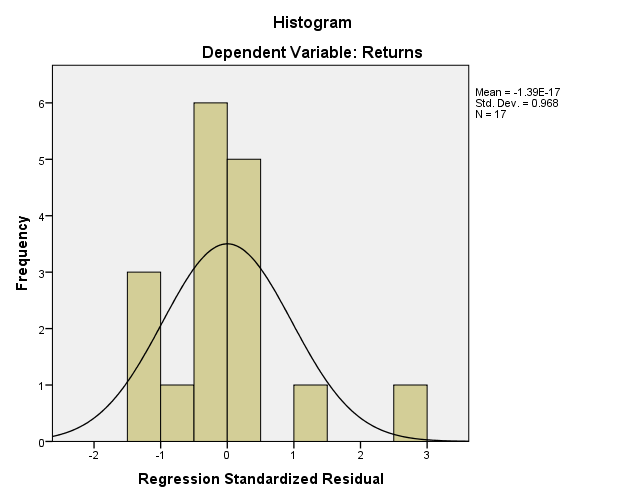 Histogram
Dependent Variable: Returns
Mean = -1.39E-17
Std. Dev. = 0.968
N = 17
Frequency
6
5
4
3
2
1
0
-2
-1
0
1
2
3
Regression Standardized Residual